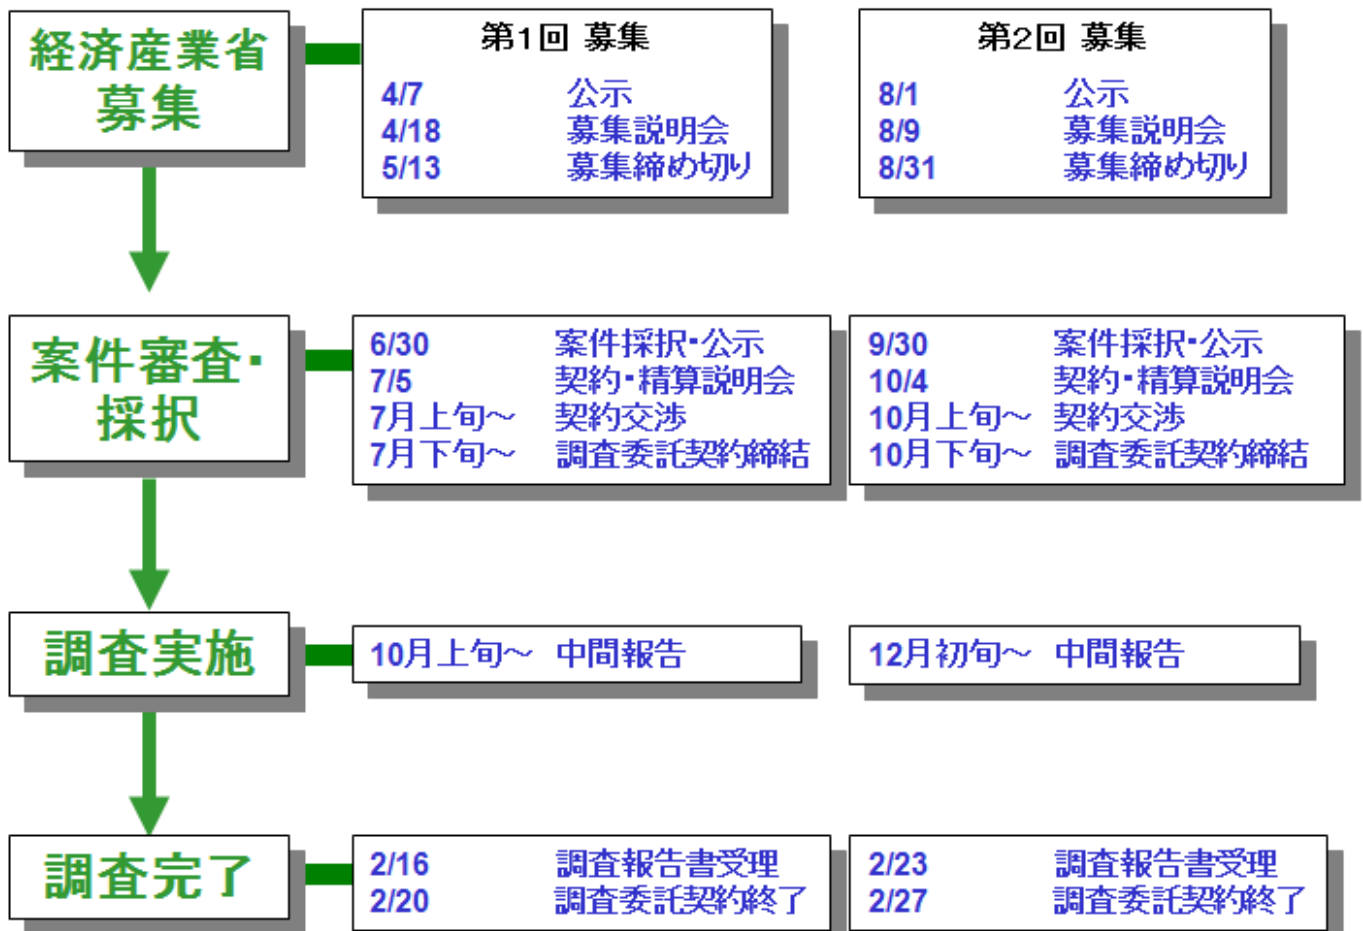 経済産業省
募集
第1回 募集
4/7 公示
4/18 募集説明会
5/13 募集締め切り
第2回 募集
8/1 公示
8/9 募集説明会
8/31 募集締め切り
案件審査・
採択
6/30 案件採択・公示
7/5 契約・精算説明会
7月上旬～ 契約交渉
7月下旬～ 調査委託契約締結
9/30 案件採択・公示
10/4 契約・精算説明会
10月上旬～ 契約交渉
10月下旬～ 調査委託契約締結
調査実施
10月上旬～ 中間報告
12月初旬～ 中間報告
調査完了
2/16 調査報告書受理
2/20 調査委託契約終了
2/23 調査報告書受理
2/27 調査委託契約終了